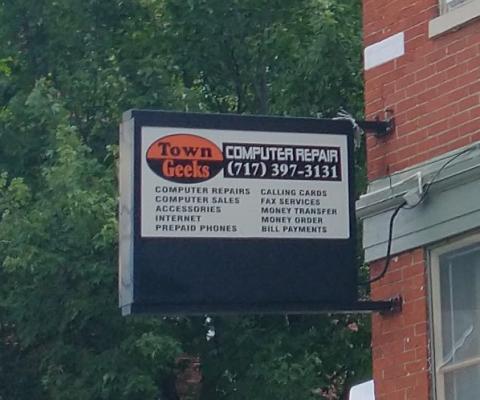 Town
Geeks
COMPUTER REPAIR
(717) 397-3131
COMPUTER REPAIRS
COMPUTER SALES
ACCESSORIES
INTERNET
PREPAID PHONES
CALLING CARDS
FAX SERVICES
MONEY TRANSFER
MONEY ORDER
BILL PAYMENTS